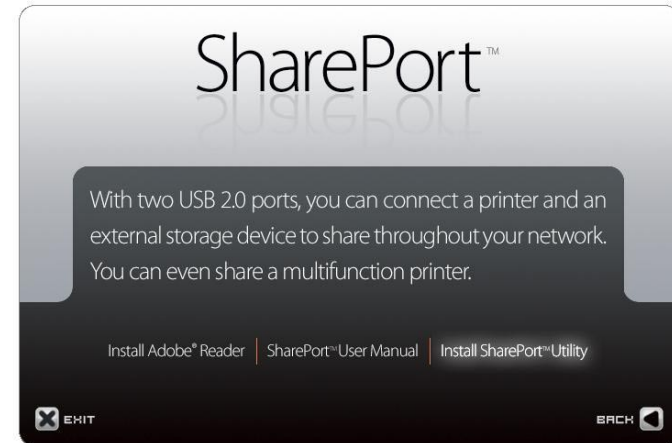 SharePort™
With two USB 2.0 ports, you can connect a printer and an
external storage device to share throughout your network.
You can even share a multifunction printer.
Install Adobe® Reader | SharePort™ User Manual | Install SharePort™ Utility
EXIT
BACK